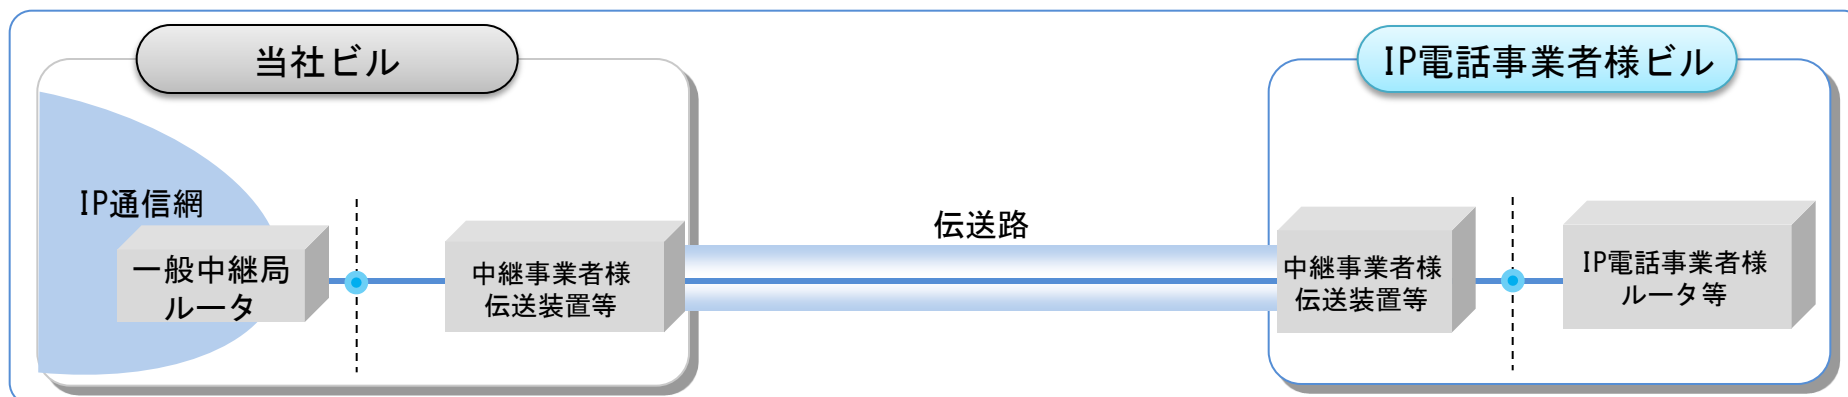 当社ビル
IP電話事業者様ビル
IP通信網
一般中継局
ルータ
中継事業者様
伝送装置等
伝送路
中継事業者様
伝送装置等
IP電話事業者様
ルータ等